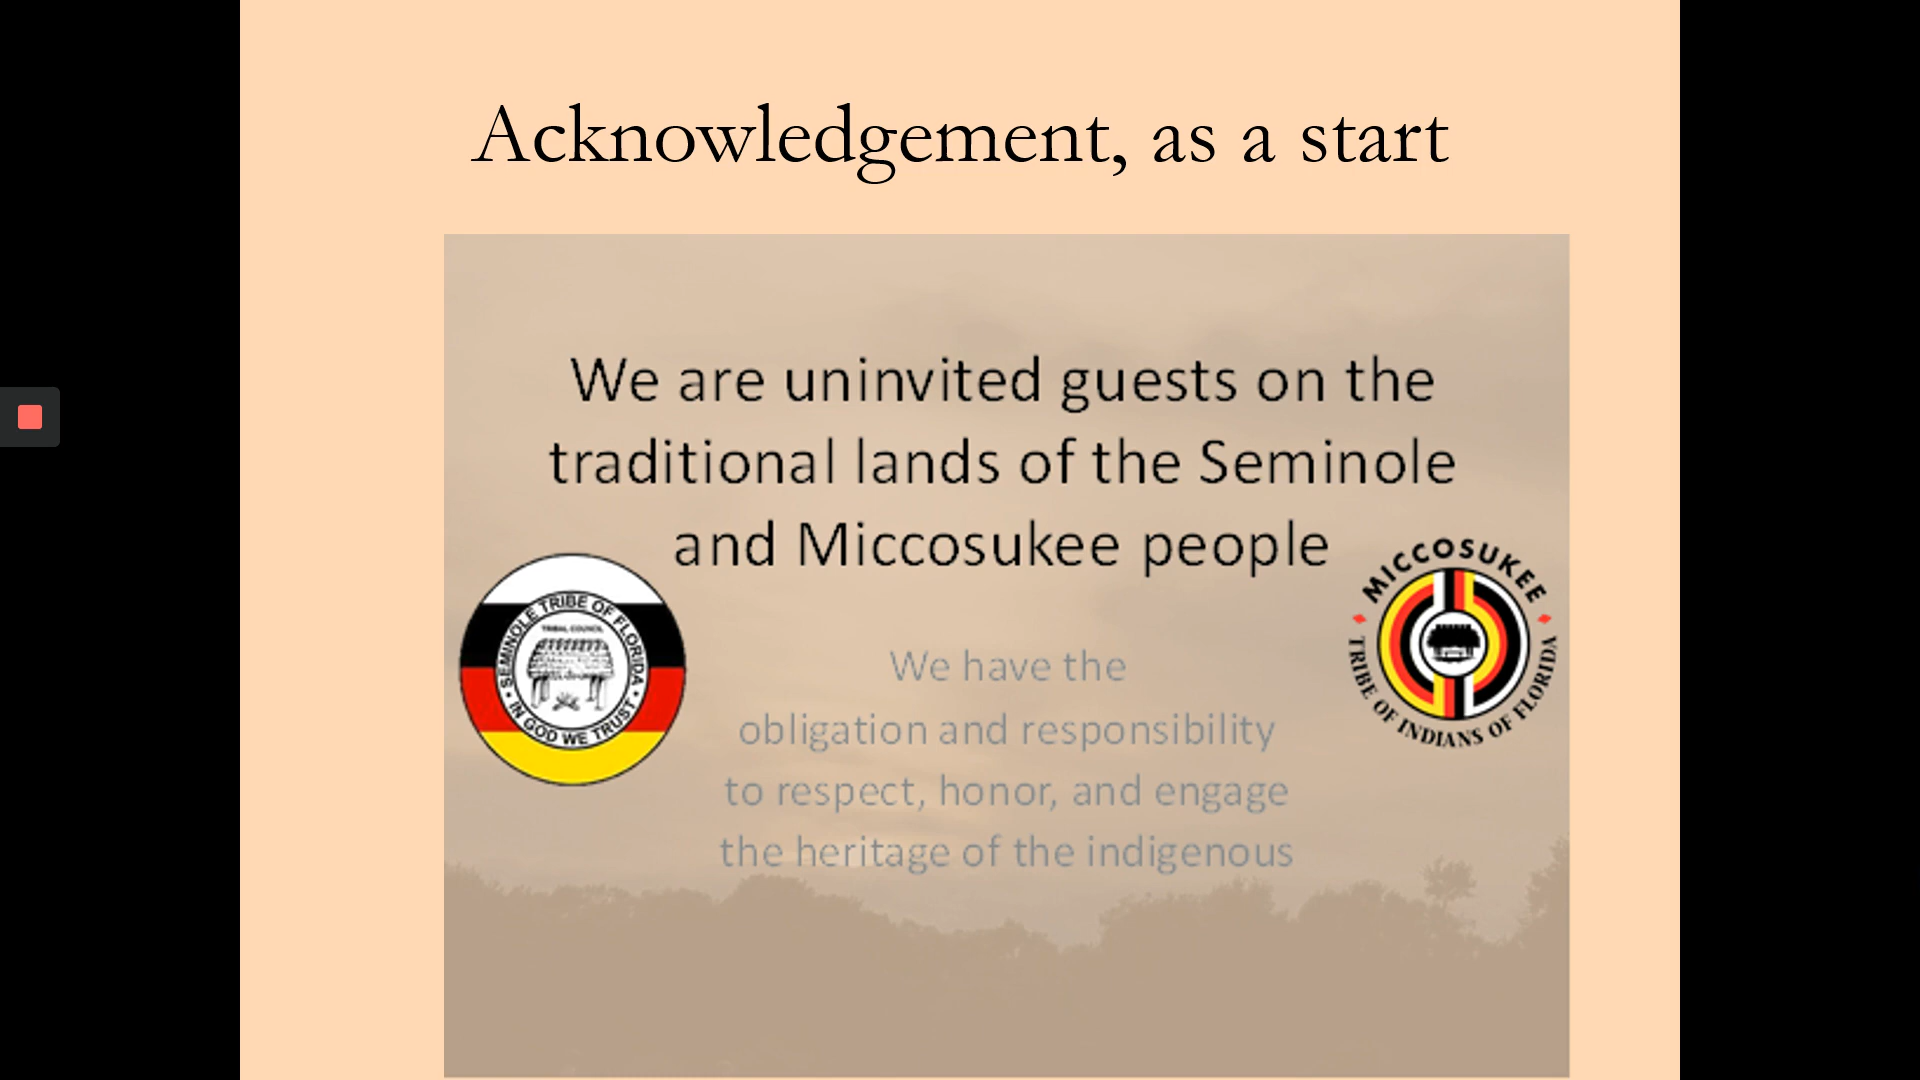 Acknowledgement, as a start
We are uninvited guests on the
traditional lands of the Seminole
and Miccosukee people
SEMINOLE TRIBE OF FLORIDA
TRIBAL COUNCIL
IN GOD WE TRUST
MICCOSUKEE
TRIBE OF INDIANS OF FLORIDA
We have the
obligation and responsibility
to respect, honor, and engage
the heritage of the indigenous